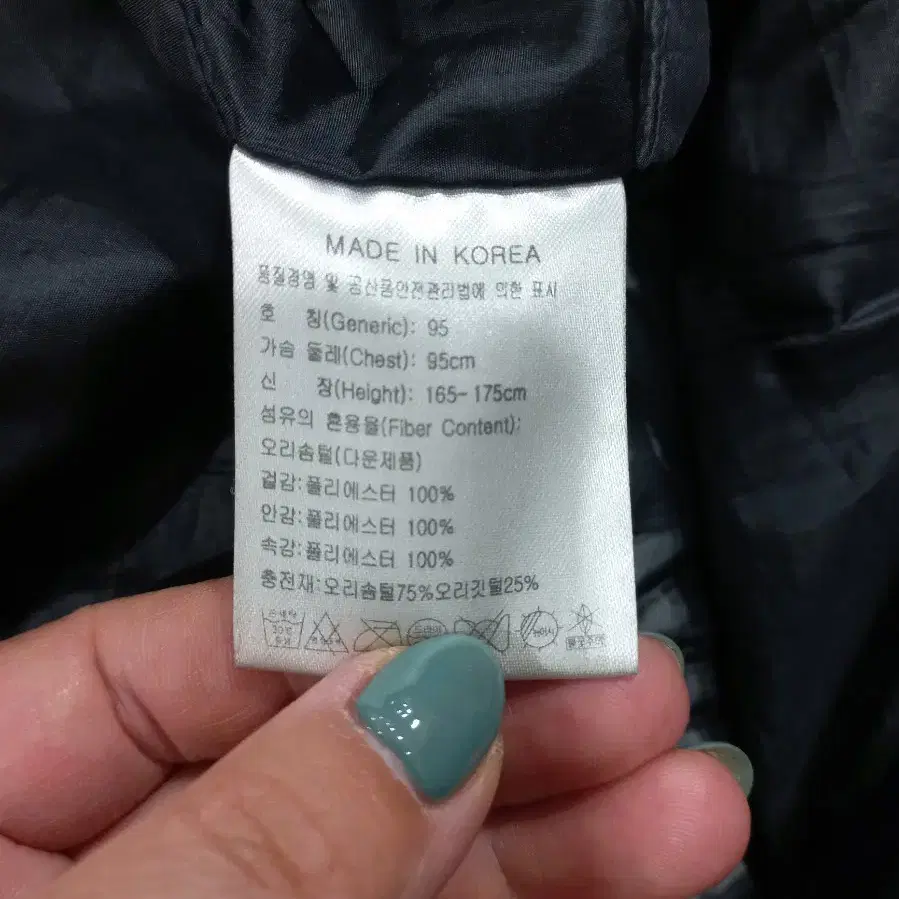 MADE IN KOREA
품질경영 및 공산품안전관리법에 의한 표시
호 칭(Generic): 95
가슴 둘레(Chest): 95cm
신 장(Height): 165-175cm
섬유의 혼용율(Fiber Content):
오리솜털(다운제품)
겉감:폴리에스터 100%
안감:폴리에스터 100%
속감:폴리에스터 100%
충전재:오리솜털75%오리깃털25%